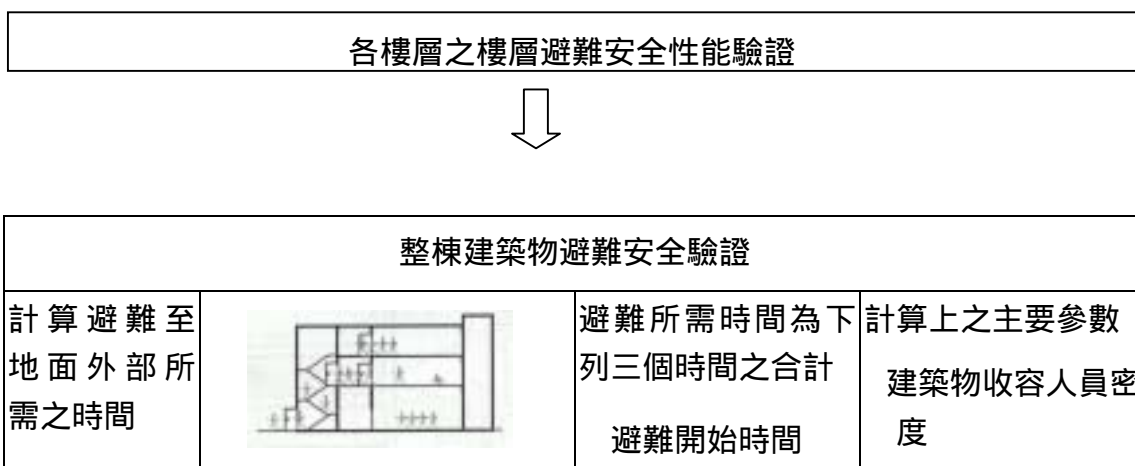 各樓層之樓層避難安全性能驗證
整棟建築物避難安全驗證
計算避難至
地面外部所
需之時間
避難所需時間為下
列三個時間之合計
避難開始時間
計算上之主要參數
建築物收容人員密
度